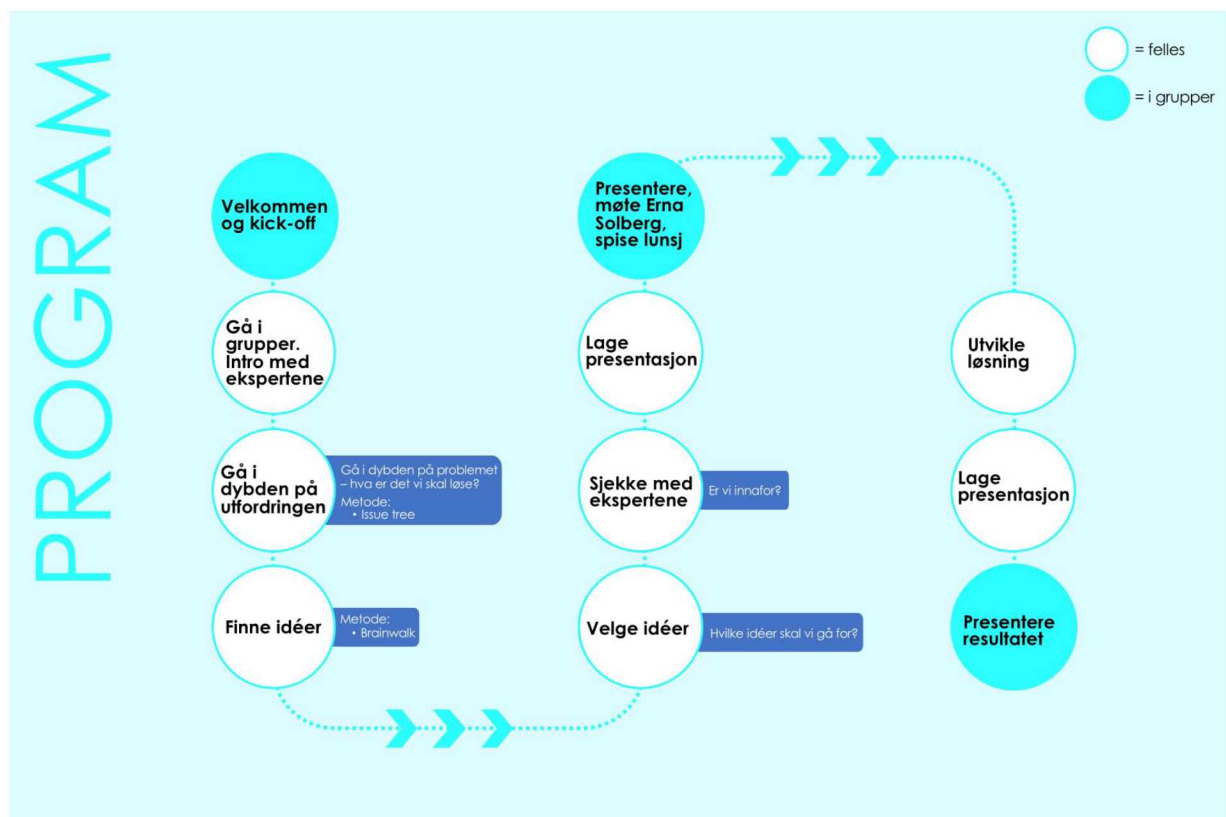 PROGRAM
= felles
= i grupper
Velkommen
og kick-off
Gå i
grupper.
Intro med
ekspertene
Gå i
dybden på
utfordringen
Gå i dybden på problemet
– hva er det vi skal løse?
Metode:
• Issue tree
Finne idéer
Metode:
• Brainwalk
Velge idéer
Hvilke idéer skal vi gå for?
Sjekke med
ekspertene
Er vi innafor?
Lage
presentasjon
Presentere,
møte Erna
Solberg,
spise lunsj
Utvikle
løsning
Lage
presentasjon
Presentere
resultatet